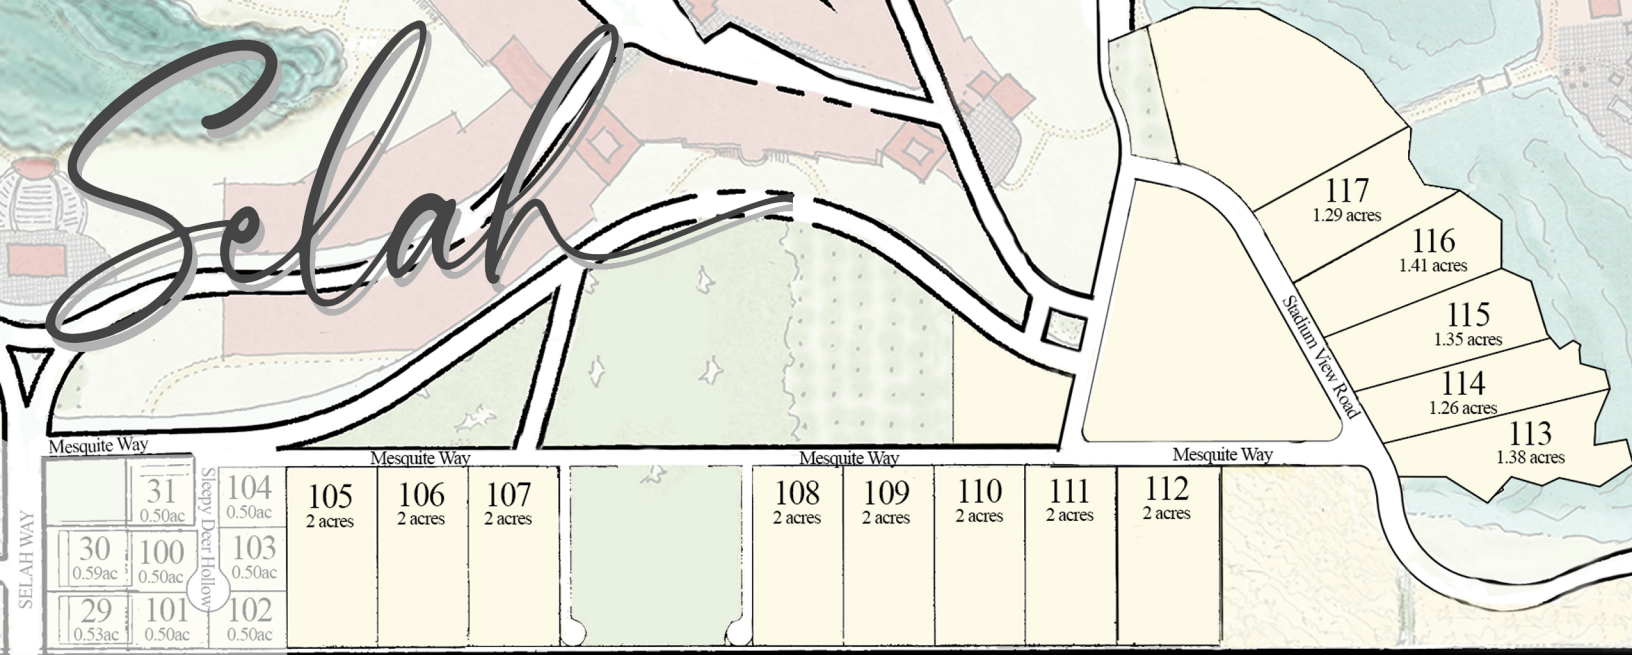 Selah
117
1.29 acres
116
1.41 acres
115
1.35 acres
114
1.26 acres
113
1.38 acres
Stadium View Road
Mesquite Way
Mesquite Way
Mesquite Way
Mesquite Way
SELAH WAY
Sleepy Deer Hollow
31
0.50ac
104
0.50ac
30
0.59ac
100
0.50ac
103
0.50ac
29
0.53ac
101
0.50ac
102
0.50ac
105
2 acres
106
2 acres
107
2 acres
108
2 acres
109
2 acres
110
2 acres
111
2 acres
112
2 acres